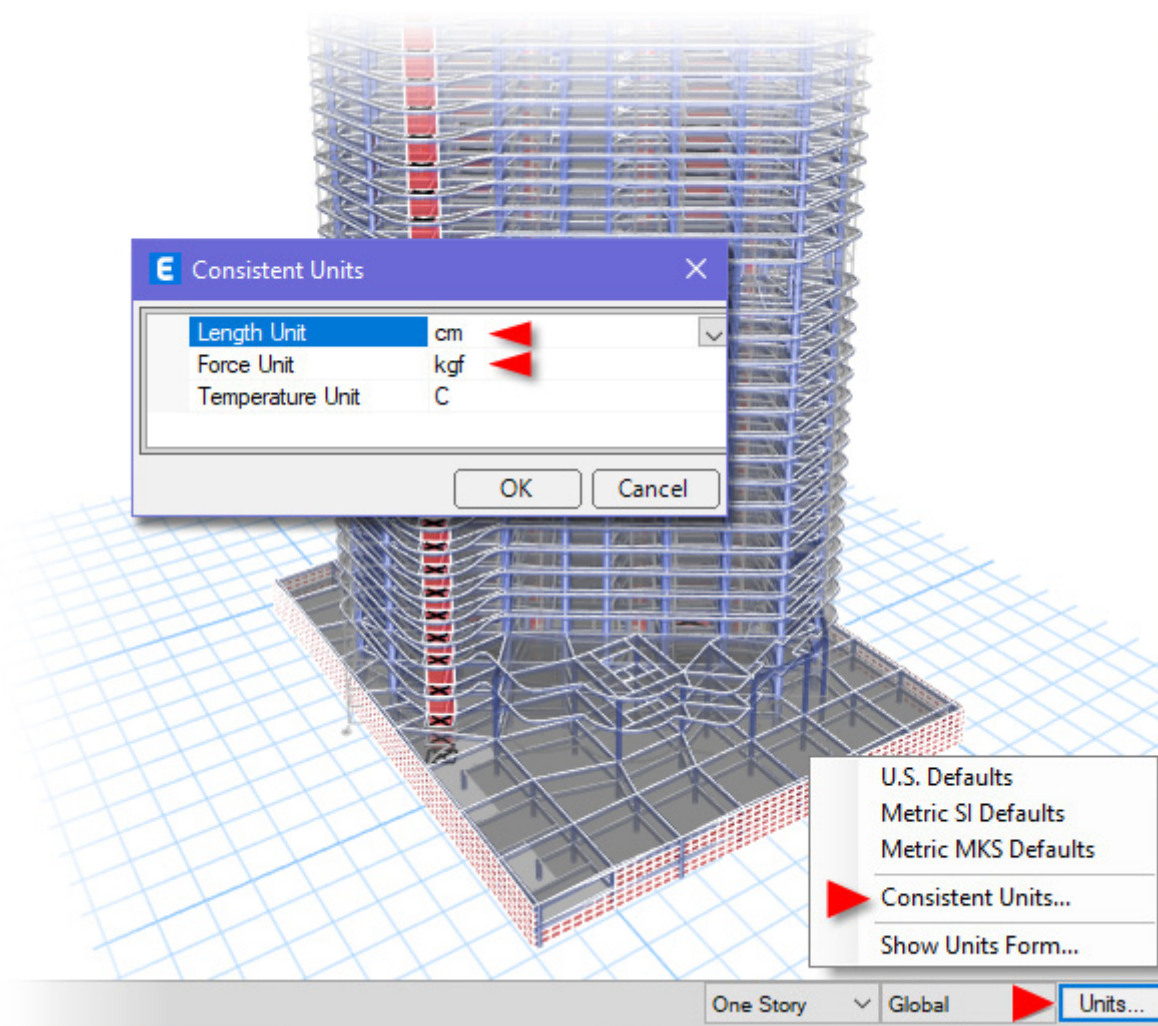 E Consistent Units
Length Unit cm
Force Unit kgf
Temperature Unit C
OK Cancel
U.S. Defaults
Metric SI Defaults
Metric MKS Defaults
Consistent Units...
Show Units Form...
One Story Global Units...